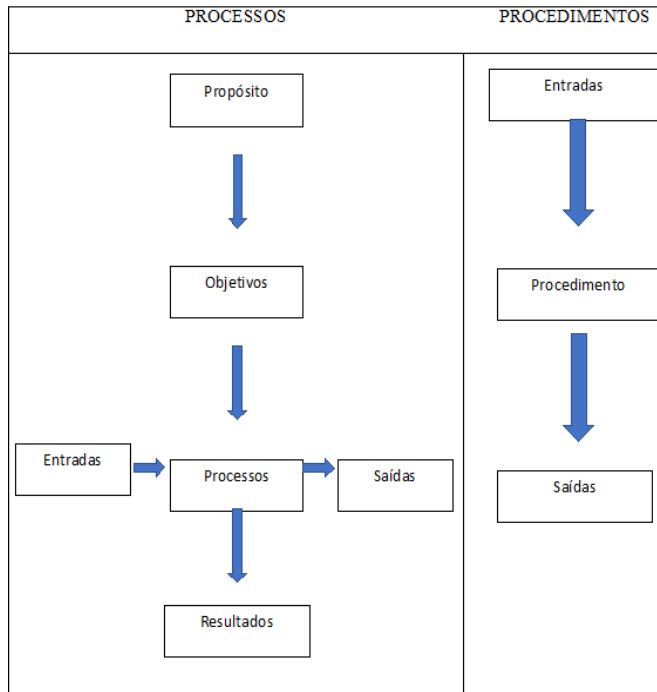 PROCESSOS
PROCEDIMENTOS
Propósito
Objetivos
Entradas
Processos
Saídas
Resultados
Entradas
Procedimento
Saídas